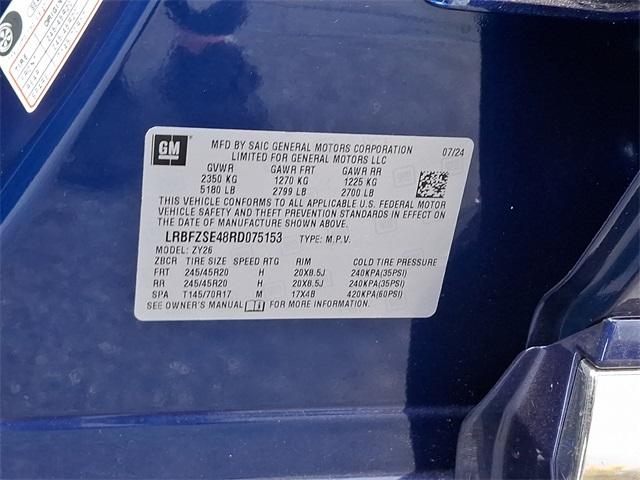 GM
MFD BY SAIC GENERAL MOTORS CORPORATION
LIMITED FOR GENERAL MOTORS LLC
07/24
GVWR GAWR FRT GAWR RR
2350 KG 1270 KG 1225 KG
5180 LB 2799 LB 2700 LB
THIS VEHICLE CONFORMS TO ALL APPLICABLE U.S. FEDERAL MOTOR
VEHICLE SAFETY AND THEFT PREVENTION STANDARDS IN EFFECT ON
THE DATE OF MANUFACTURE SHOWN ABOVE.
LRBFZSE48RD075153 TYPE: M.P.V.
MODEL: ZY26
ZBCR TIRE SIZE SPEED RTG RIM COLD TIRE PRESSURE
FRT 245/45R20 H 20X8.5J 240KPA(35PSI)
RR 245/45R20 H 20X8.5J 240KPA(35PSI)
SPA T145/70R17 M 17X4B 420KPA(60PSI)
SEE OWNER'S MANUAL FOR MORE INFORMATION.